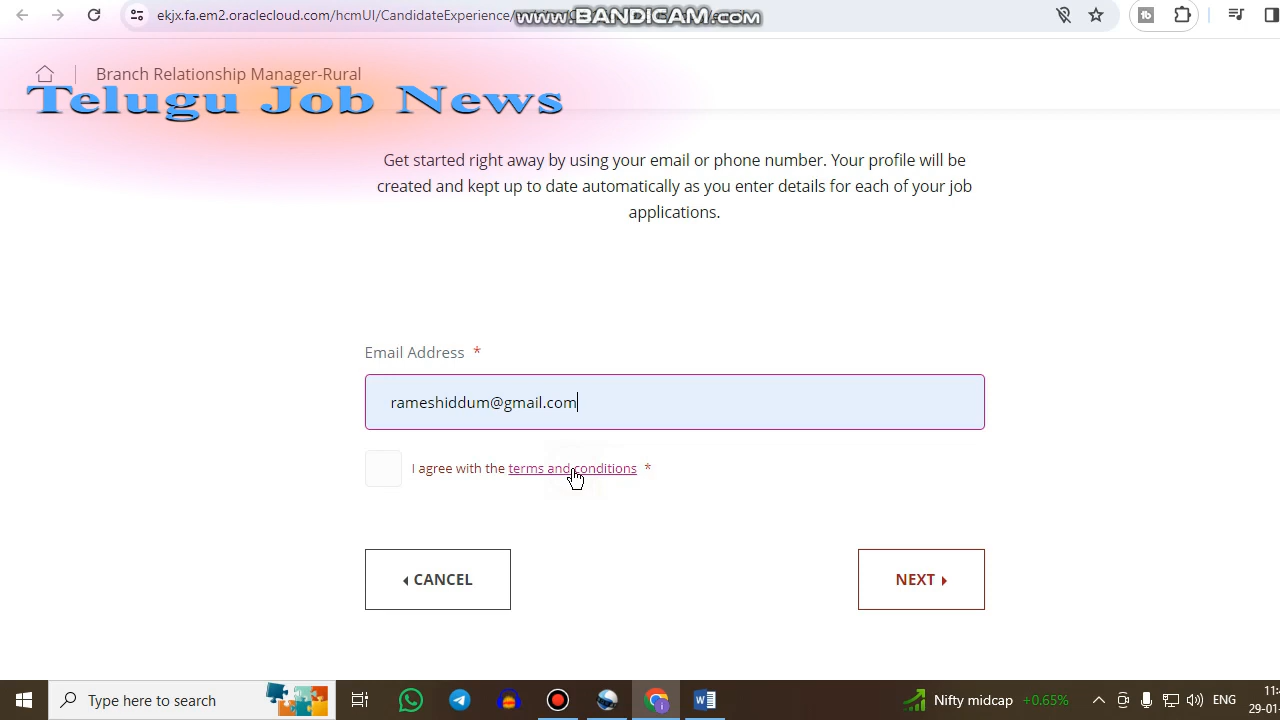 ekjx.fa.em2.oraclecloud.com/hcmUI/CandidateExperience/
www.BANDICAM.com
Branch Relationship Manager-Rural
Telugu Job News
Get started right away by using your email or phone number. Your profile will be
created and kept up to date automatically as you enter details for each of your job
applications.
Email Address *
rameshiddum@gmail.com
I agree with the terms and conditions *
CANCEL
NEXT
Type here to search
Nifty midcap +0.65%
ENG
11:
29-01